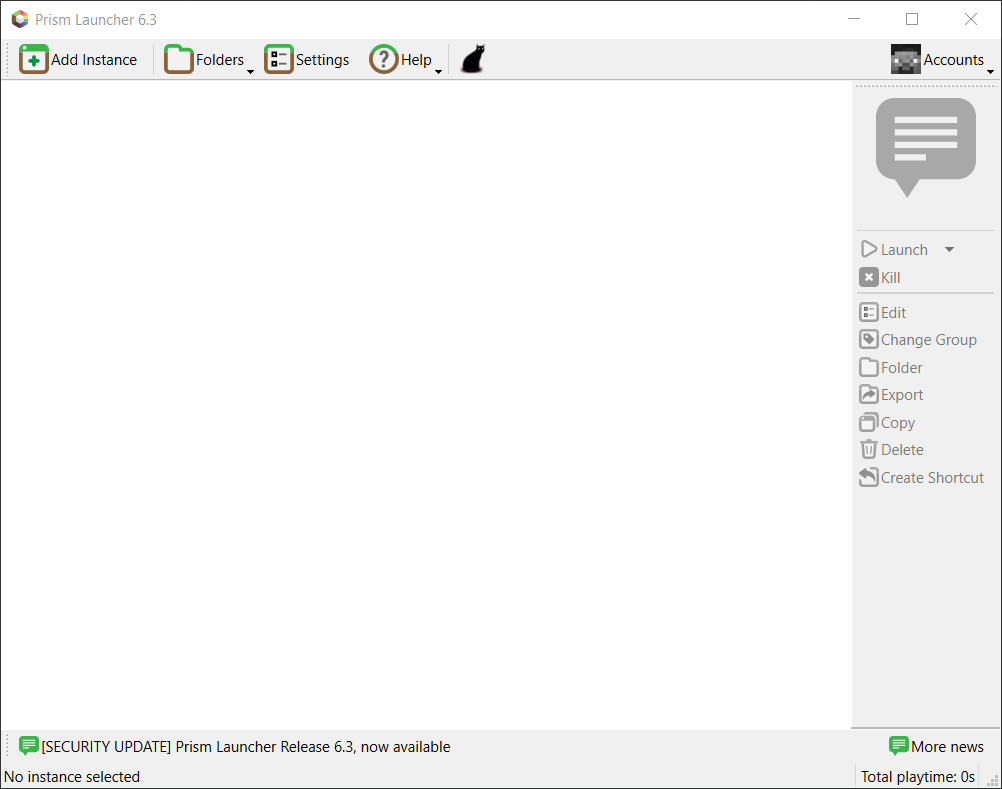 Prism Launcher 6.3
Add Instance Folders Settings Help Accounts
Launch
Kill
Edit
Change Group
Folder
Export
Copy
Delete
Create Shortcut
[SECURITY UPDATE] Prism Launcher Release 6.3, now available More news
No instance selected Total playtime: 0s